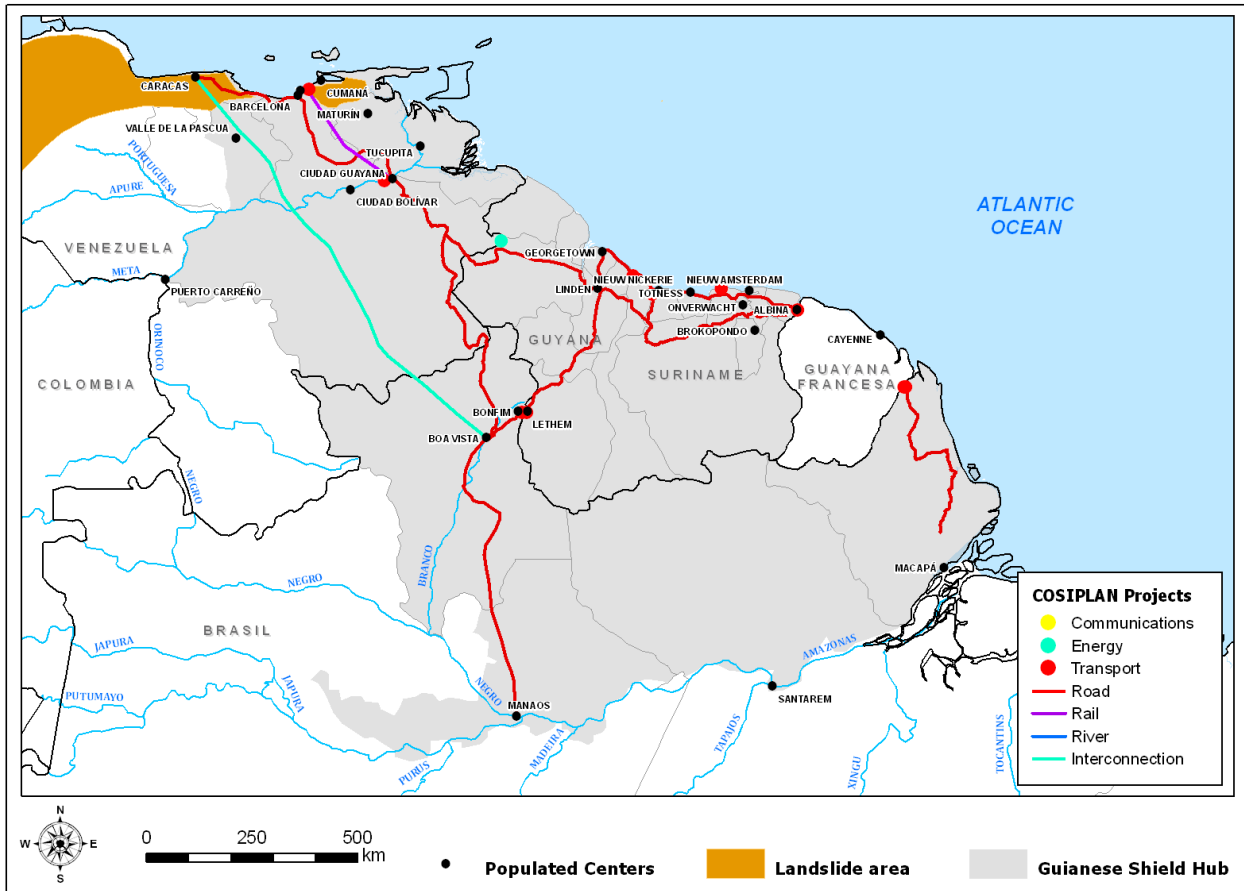 CARACAS
CUMANÁ
BARCELONA
MATURÍN
VALLE DE LA PASCUA
TUCUPITA
PORTUGUESA
CIUDAD GUAYANA
APURE
CIUDAD BOLÍVAR
ATLANTIC
OCEAN
VENEZUELA
GEORGETOWN
META
NIEUW NICKERIE
NIEUW AMSTERDAM
PUERTO CARREÑO
LINDEN
TOTNESS
ONVERWACHT
ALBINA
ORINOCO
BROKOPONDO
GUYANA
CAYENNE
SURINAME
GUAYANA
FRANCESA
COLOMBIA
BONFIM
LETHEM
BOA VISTA
NEGRO
BRANCO
MACAPÁ
NEGRO
BRASIL
JAPURA
AMAZONAS
PUTUMAYO
JAPURA
NEGRO
SANTAREM
MANAOS
MADEIRA
TAPAJOS
PURUS
XINGU
TOCANTINS
COSIPLAN Projects
Communications
Energy
Transport
Road
Rail
River
Interconnection
N
W
E
S
0
250
500
km
Populated Centers
Landslide area
Guianese Shield Hub